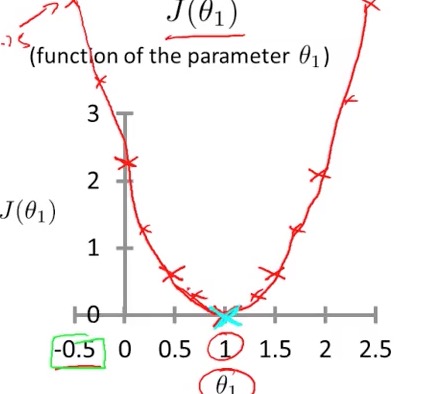 J(θ₁)
(function of the parameter θ₁)
3
2
J(θ₁)
1
0
-0.5 0 0.5 1 1.5 2 2.5
θ₁